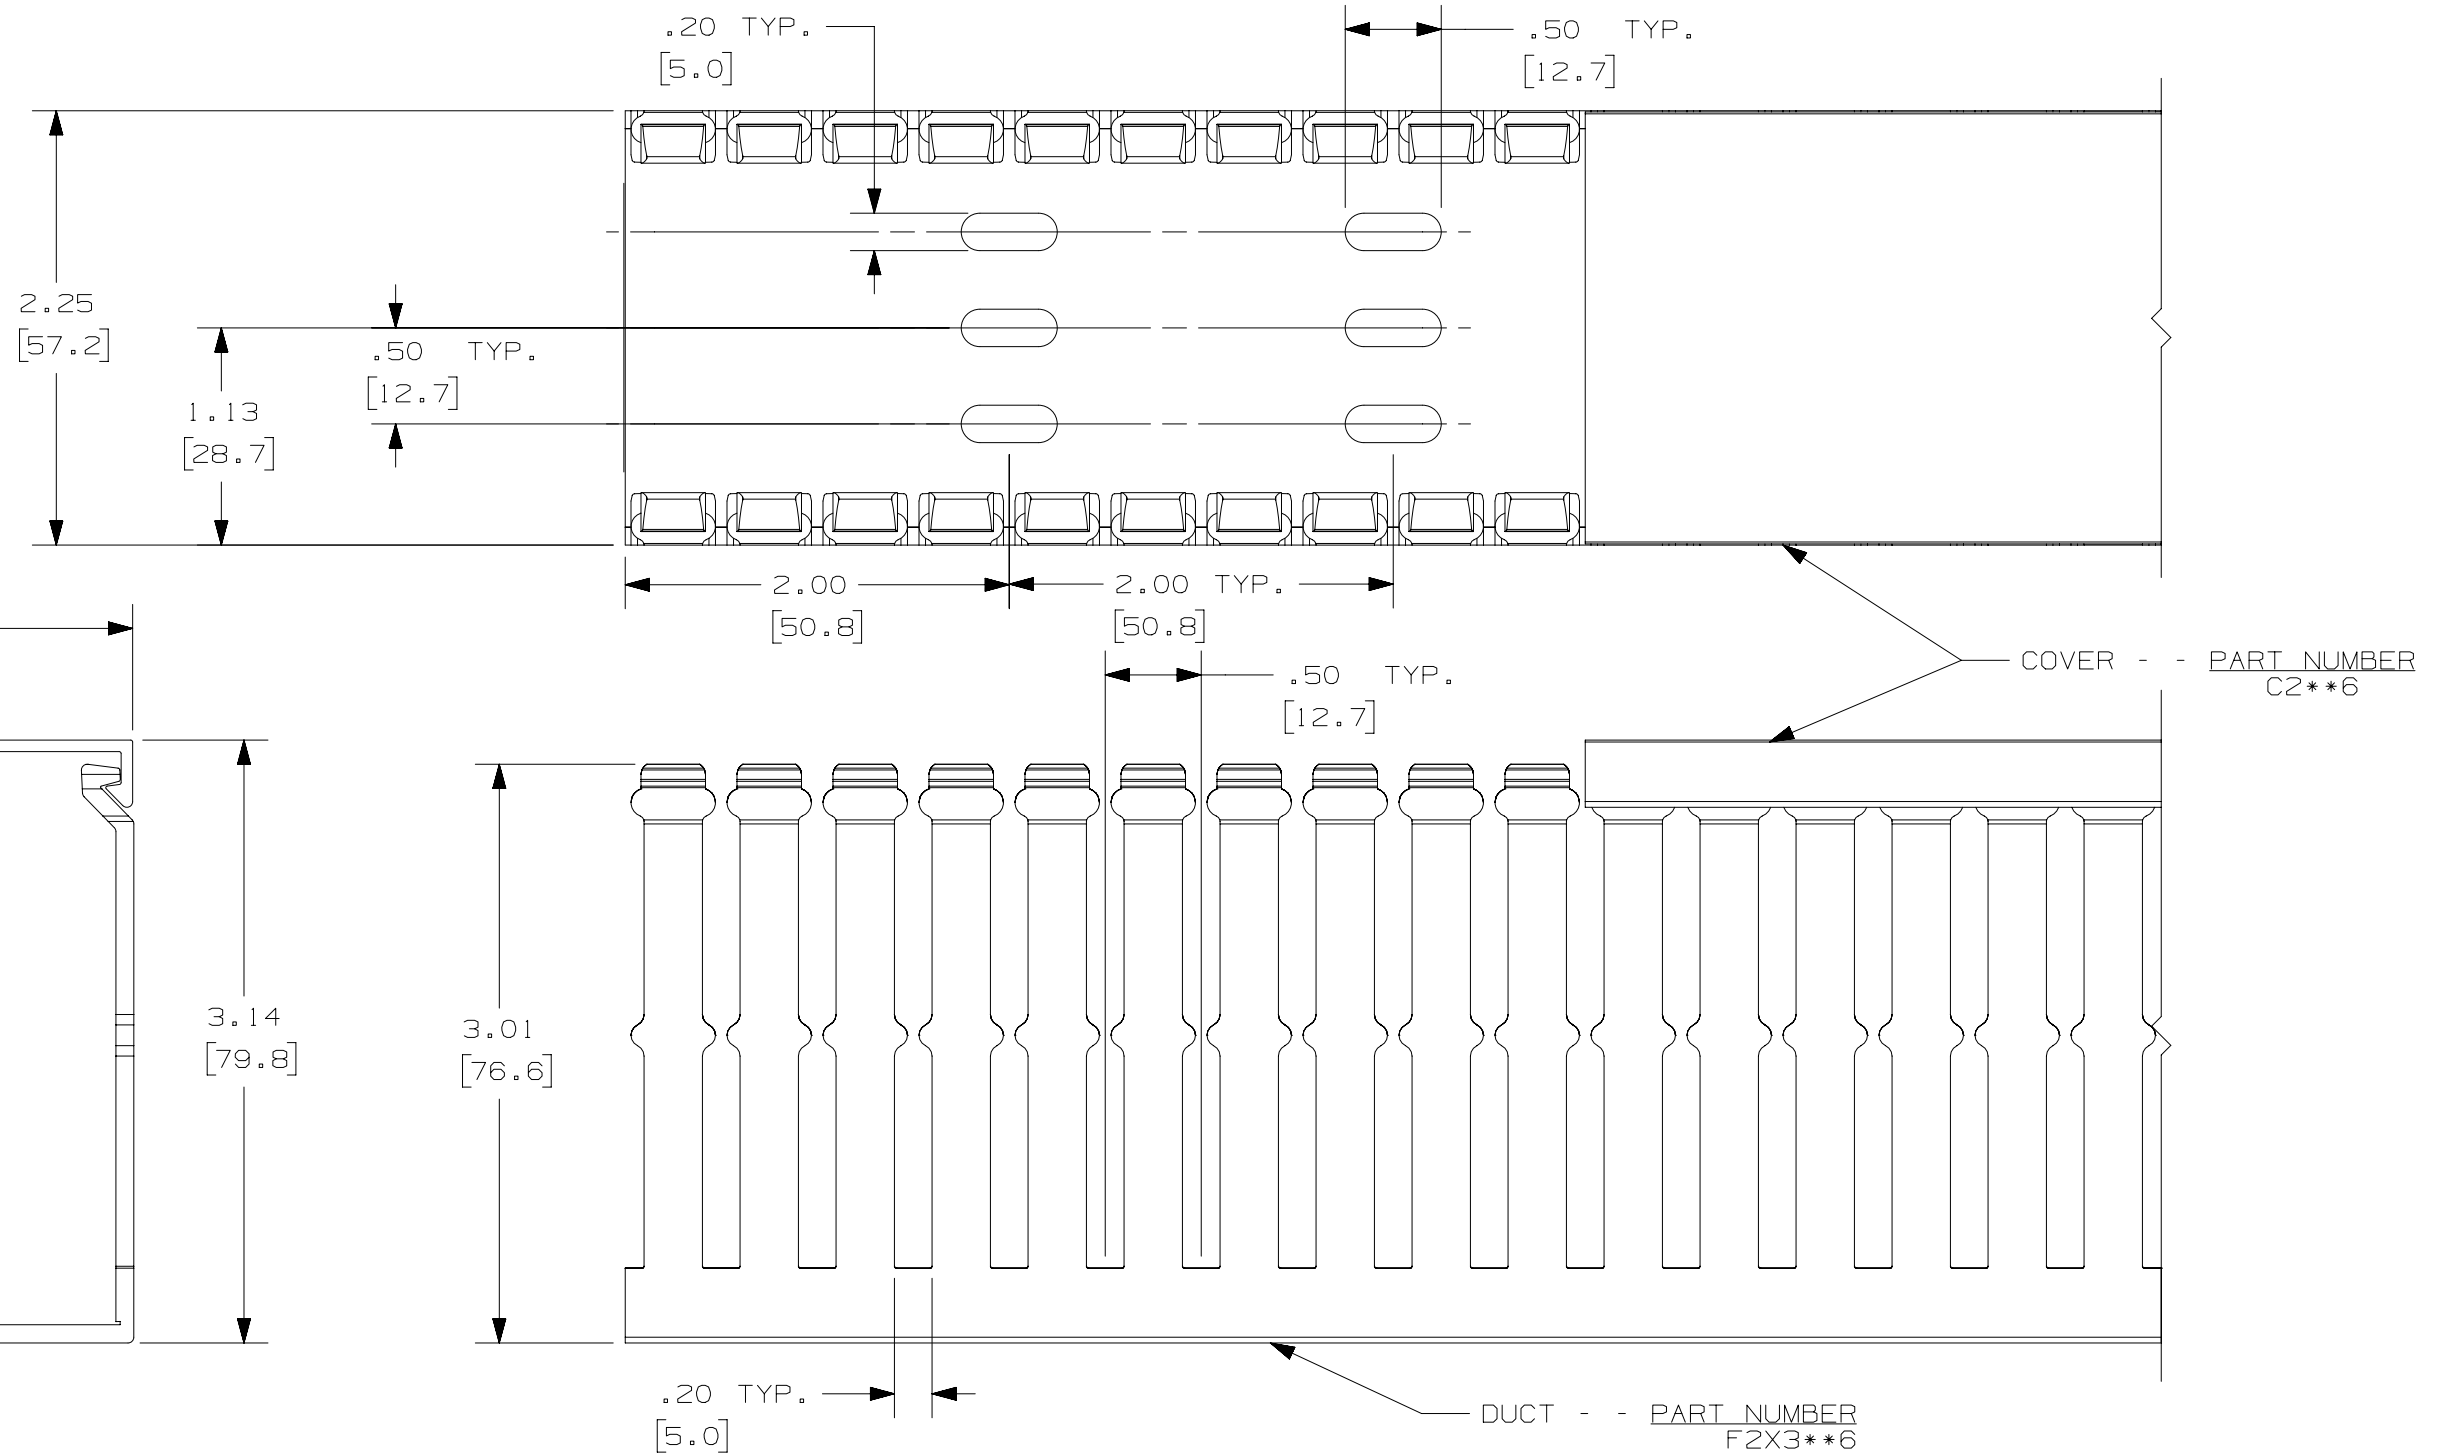 .20 TYP.
[5.0]
.50 TYP.
[12.7]
2.25
[57.2]
.50 TYP.
[12.7]
1.13
[28.7]
2.00
[50.8]
2.00 TYP.
[50.8]
.50 TYP.
[12.7]
COVER - - PART NUMBER
C2**6
3.14
[79.8]
3.01
[76.6]
.20 TYP.
[5.0]
DUCT - - PART NUMBER
F2X3**6